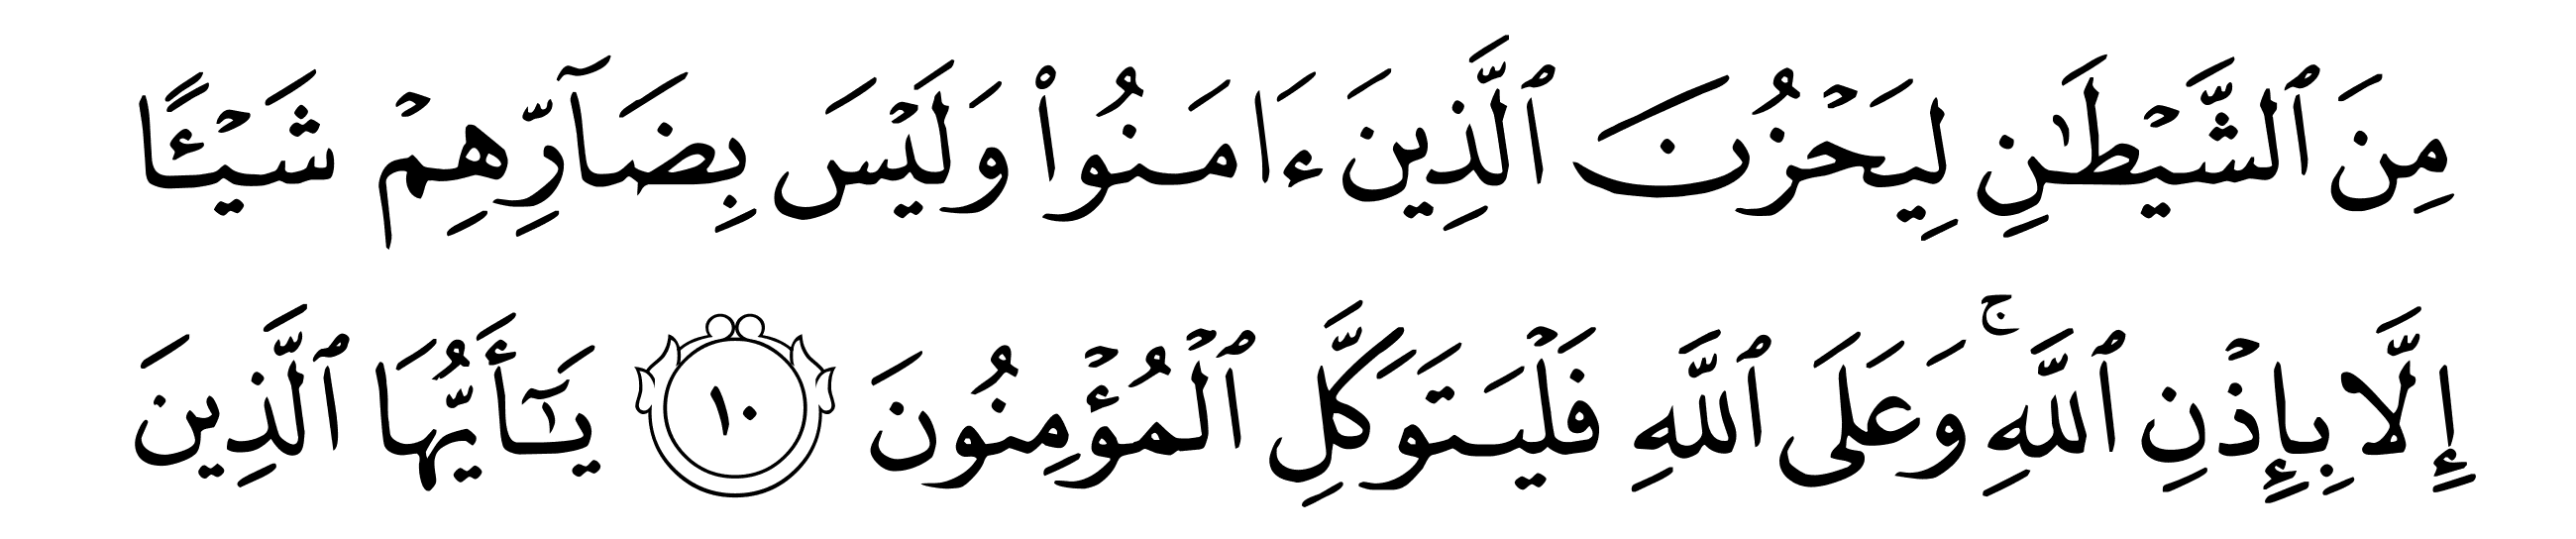 مِنَ ٱلشَّيْطَٰنِ لِيَحْزُنَ ٱلَّذِينَ ءَامَنُوا۟ وَلَيْسَ بِضَآرِّهِمْ شَيْـًٔا
إِلَّا بِإِذْنِ ٱللَّهِ ۚ وَعَلَى ٱللَّهِ فَلْيَتَوَكَّلِ ٱلْمُؤْمِنُونَ ١٠ يَٰٓأَيُّهَا ٱلَّذِينَ